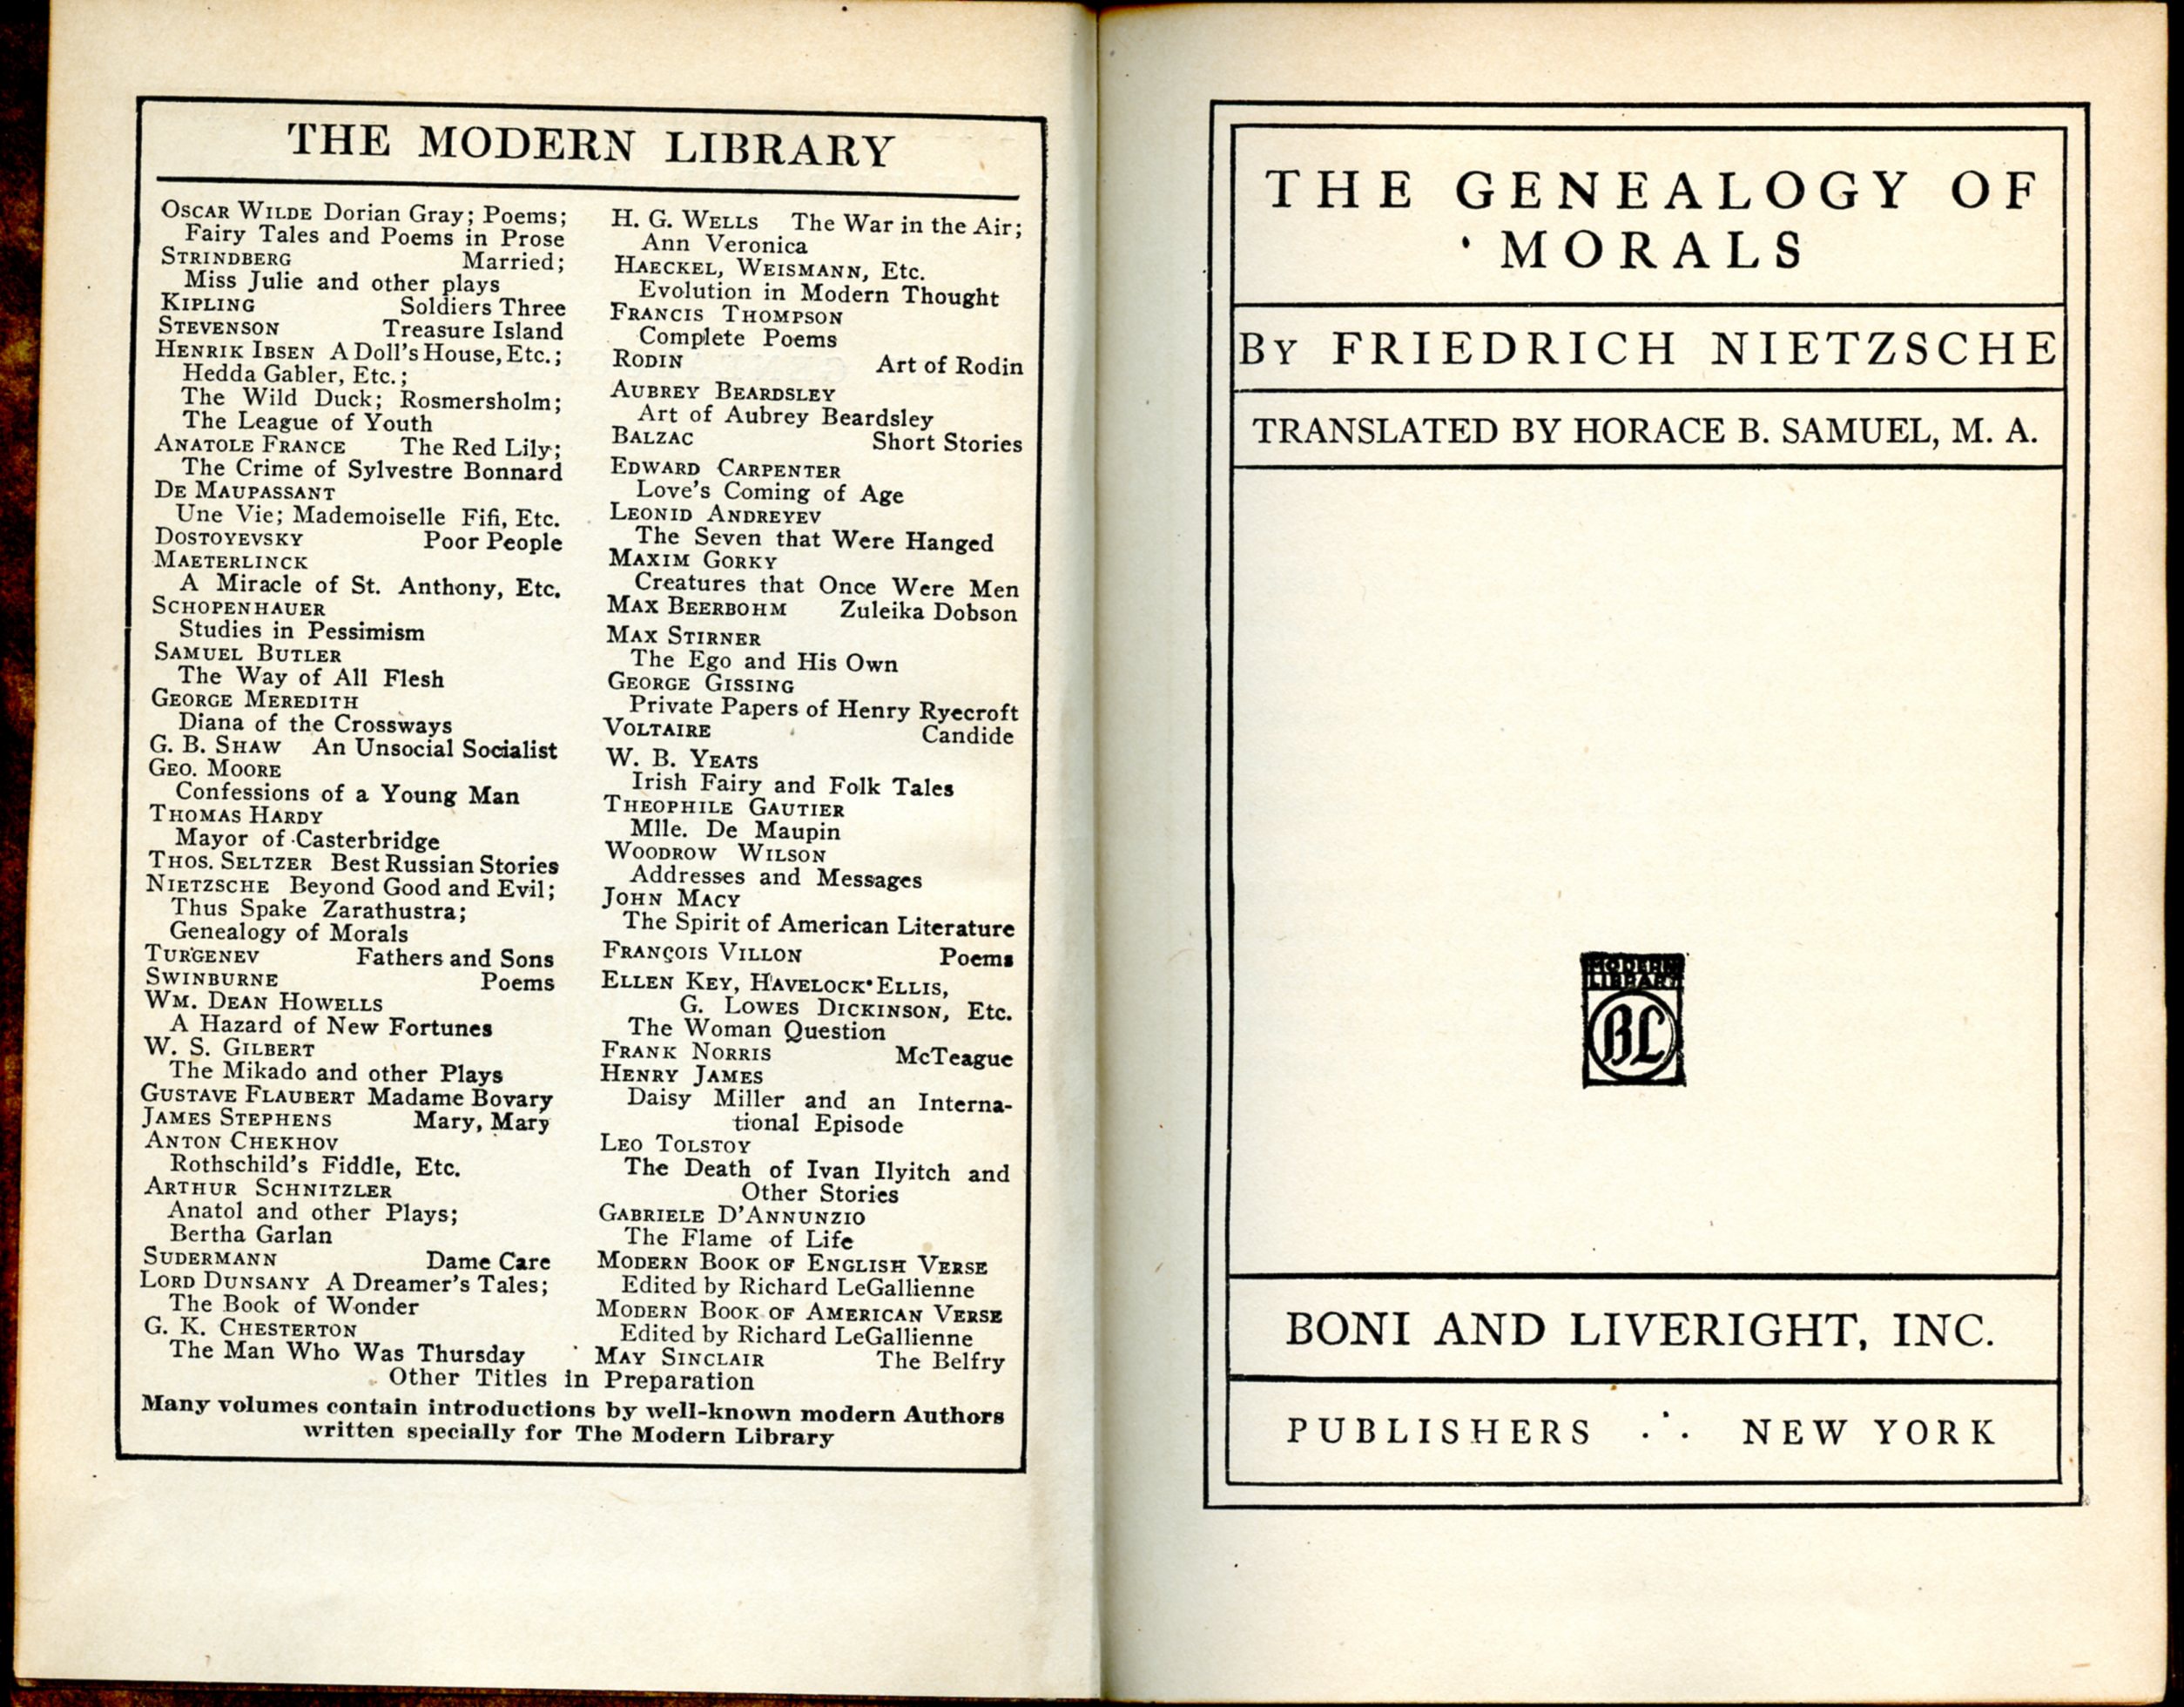 THE MODERN LIBRARY
OSCAR WILDE Dorian Gray; Poems;
Fairy Tales and Poems in Prose
STRINDBERG Married;
Miss Julie and other plays
KIPLING Soldiers Three
STEVENSON Treasure Island
HENRIK IBSEN A Doll's House, Etc.;
Hedda Gabler, Etc.;
The Wild Duck; Rosmersholm;
The League of Youth
ANATOLE FRANCE The Red Lily;
The Crime of Sylvestre Bonnard
DE MAUPASSANT
Une Vie; Mademoiselle Fifi, Etc.
DOSTOYEVSKY Poor People
MAETERLINCK
A Miracle of St. Anthony, Etc.
SCHOPENHAUER
Studies in Pessimism
SAMUEL BUTLER
The Way of All Flesh
GEORGE MEREDITH
Diana of the Crossways
G. B. SHAW An Unsocial Socialist
GEO. MOORE
Confessions of a Young Man
THOMAS HARDY
Mayor of Casterbridge
THOS. SELTZER Best Russian Stories
NIETZSCHE Beyond Good and Evil;
Thus Spake Zarathustra;
Genealogy of Morals
TURGENEV Fathers and Sons
SWINBURNE Poems
WM. DEAN HOWELLS
A Hazard of New Fortunes
W. S. GILBERT
The Mikado and other Plays
GUSTAVE FLAUBERT Madame Bovary
JAMES STEPHENS Mary, Mary
ANTON CHEKHOV
Rothschild's Fiddle, Etc.
ARTHUR SCHNITZLER
Anatol and other Plays;
Bertha Garlan
SUDERMANN Dame Care
LORD DUNSANY A Dreamer's Tales;
The Book of Wonder
G. K. CHESTERTON
The Man Who Was Thursday
H. G. WELLS The War in the Air;
Ann Veronica
HAECKEL, WEISMANN, Etc.
Evolution in Modern Thought
FRANCIS THOMPSON
Complete Poems
RODIN Art of Rodin
AUBREY BEARDSLEY
Art of Aubrey Beardsley
BALZAC Short Stories
EDWARD CARPENTER
Love's Coming of Age
LEONID ANDREYEV
The Seven that Were Hanged
MAXIM GORKY
Creatures that Once Were Men
MAX BEERBOHM Zuleika Dobson
MAX STIRNER
The Ego and His Own
GEORGE GISSING
Private Papers of Henry Ryecroft
VOLTAIRE Candide
W. B. YEATS
Irish Fairy and Folk Tales
THEOPHILE GAUTIER
Mlle. De Maupin
WOODROW WILSON
Addresses and Messages
JOHN MACY
The Spirit of American Literature
FRANÇOIS VILLON Poems
ELLEN KEY, HAVELOCK ELLIS,
G. LOWES DICKINSON, Etc.
The Woman Question
FRANK NORRIS McTeague
HENRY JAMES
Daisy Miller and an Interna-
tional Episode
LEO TOLSTOY
The Death of Ivan Ilyitch and
Other Stories
GABRIELE D'ANNUNZIO
The Flame of Life
MODERN BOOK OF ENGLISH VERSE
Edited by Richard LeGallienne
MODERN BOOK OF AMERICAN VERSE
Edited by Richard LeGallienne
MAY SINCLAIR The Belfry
Other Titles in Preparation
Many volumes contain introductions by well-known modern Authors
written specially for The Modern Library
THE GENEALOGY OF
MORALS
BY FRIEDRICH NIETZSCHE
TRANSLATED BY HORACE B. SAMUEL, M. A.
MODERN
LIBRARY
BL
BONI AND LIVERIGHT, INC.
PUBLISHERS ∴ NEW YORK